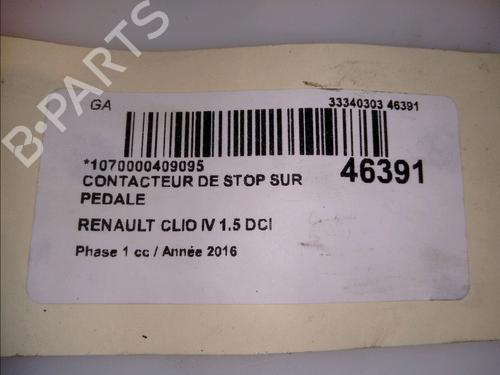 GA
33340303 46391
*1070000409095
46391
CONTACTEUR DE STOP SUR
PEDALE
RENAULT CLIO IV 1.5 DCI
Phase 1 cc / Année 2016
B-PARTS